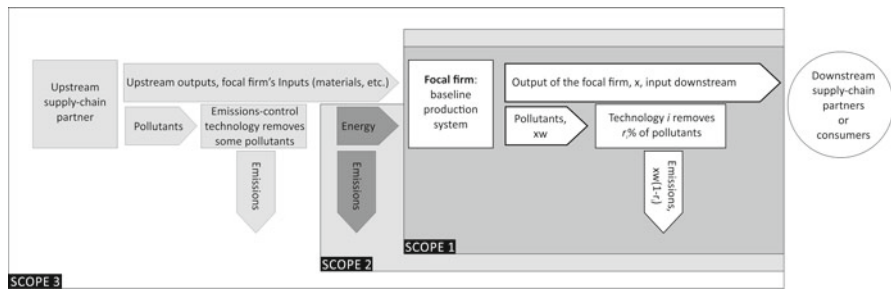 Upstream
supply-chain
partner
Upstream outputs, focal firm's Inputs (materials, etc.)
Pollutants
Emissions-control
technology removes
some pollutants
Emissions
Energy
Emissions
Focal firm:
baseline
production
system
Output of the focal firm, x, input downstream
Pollutants,
xw
Technology i removes
rᵢ% of pollutants
Emissions,
xw(1-rᵢ)
Downstream
supply-chain
partners
or
consumers
SCOPE 1
SCOPE 2
SCOPE 3